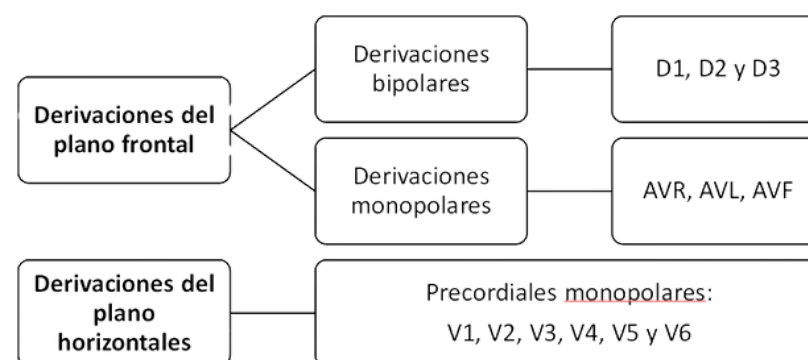 Derivaciones del
plano frontal
Derivaciones
bipolares
D1, D2 y D3
Derivaciones
monopolares
AVR, AVL, AVF
Derivaciones del
plano
horizontales
Precordiales monopolares:
V1, V2, V3, V4, V5 y V6